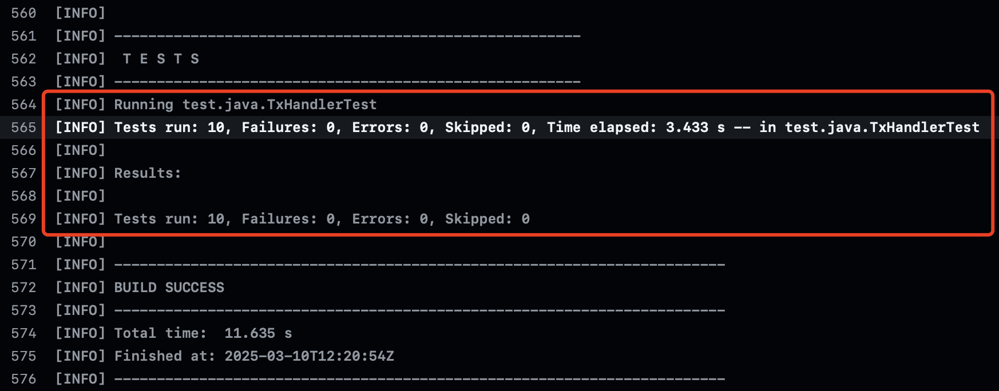 560 [INFO]
561 [INFO] -------------------------------------------------------
562 [INFO]  T E S T S
563 [INFO] -------------------------------------------------------
564 [INFO] Running test.java.TxHandlerTest
565 [INFO] Tests run: 10, Failures: 0, Errors: 0, Skipped: 0, Time elapsed: 3.433 s -- in test.java.TxHandlerTest
566 [INFO]
567 [INFO] Results:
568 [INFO]
569 [INFO] Tests run: 10, Failures: 0, Errors: 0, Skipped: 0
570 [INFO]
571 [INFO] ------------------------------------------------------------------------
572 [INFO] BUILD SUCCESS
573 [INFO] ------------------------------------------------------------------------
574 [INFO] Total time:  11.635 s
575 [INFO] Finished at: 2025-03-10T12:20:54Z
576 [INFO] ------------------------------------------------------------------------